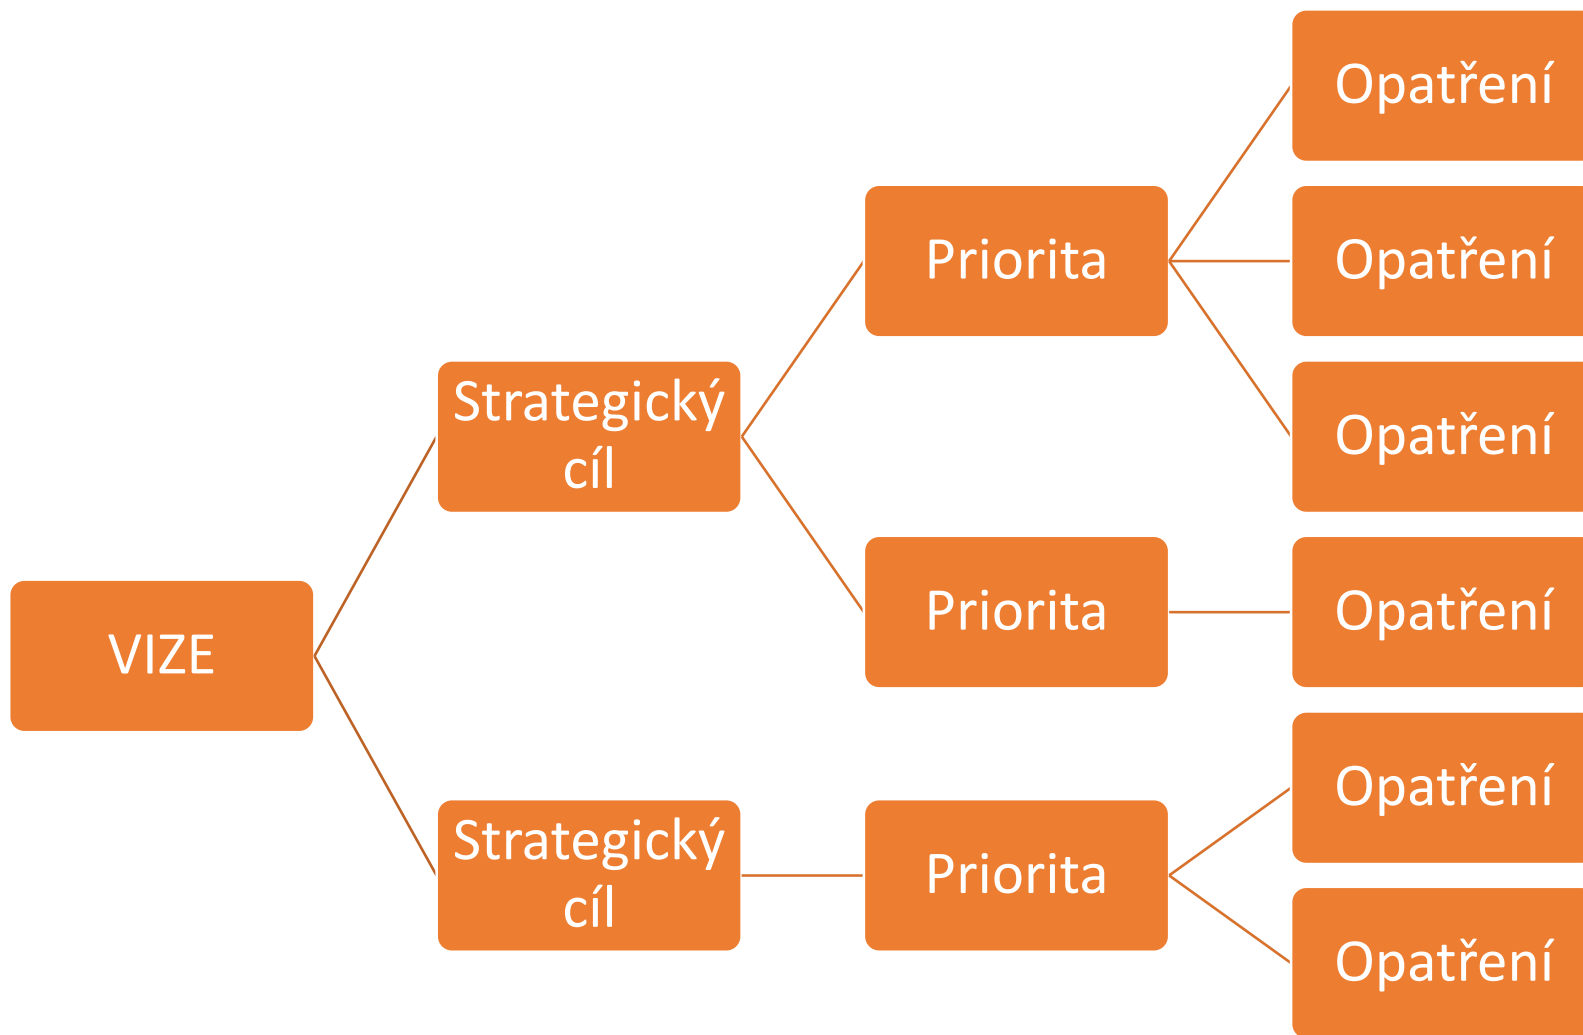 VIZE
Strategický
cíl
Priorita
Opatření
Opatření
Opatření
Priorita
Opatření
Strategický
cíl
Priorita
Opatření
Opatření